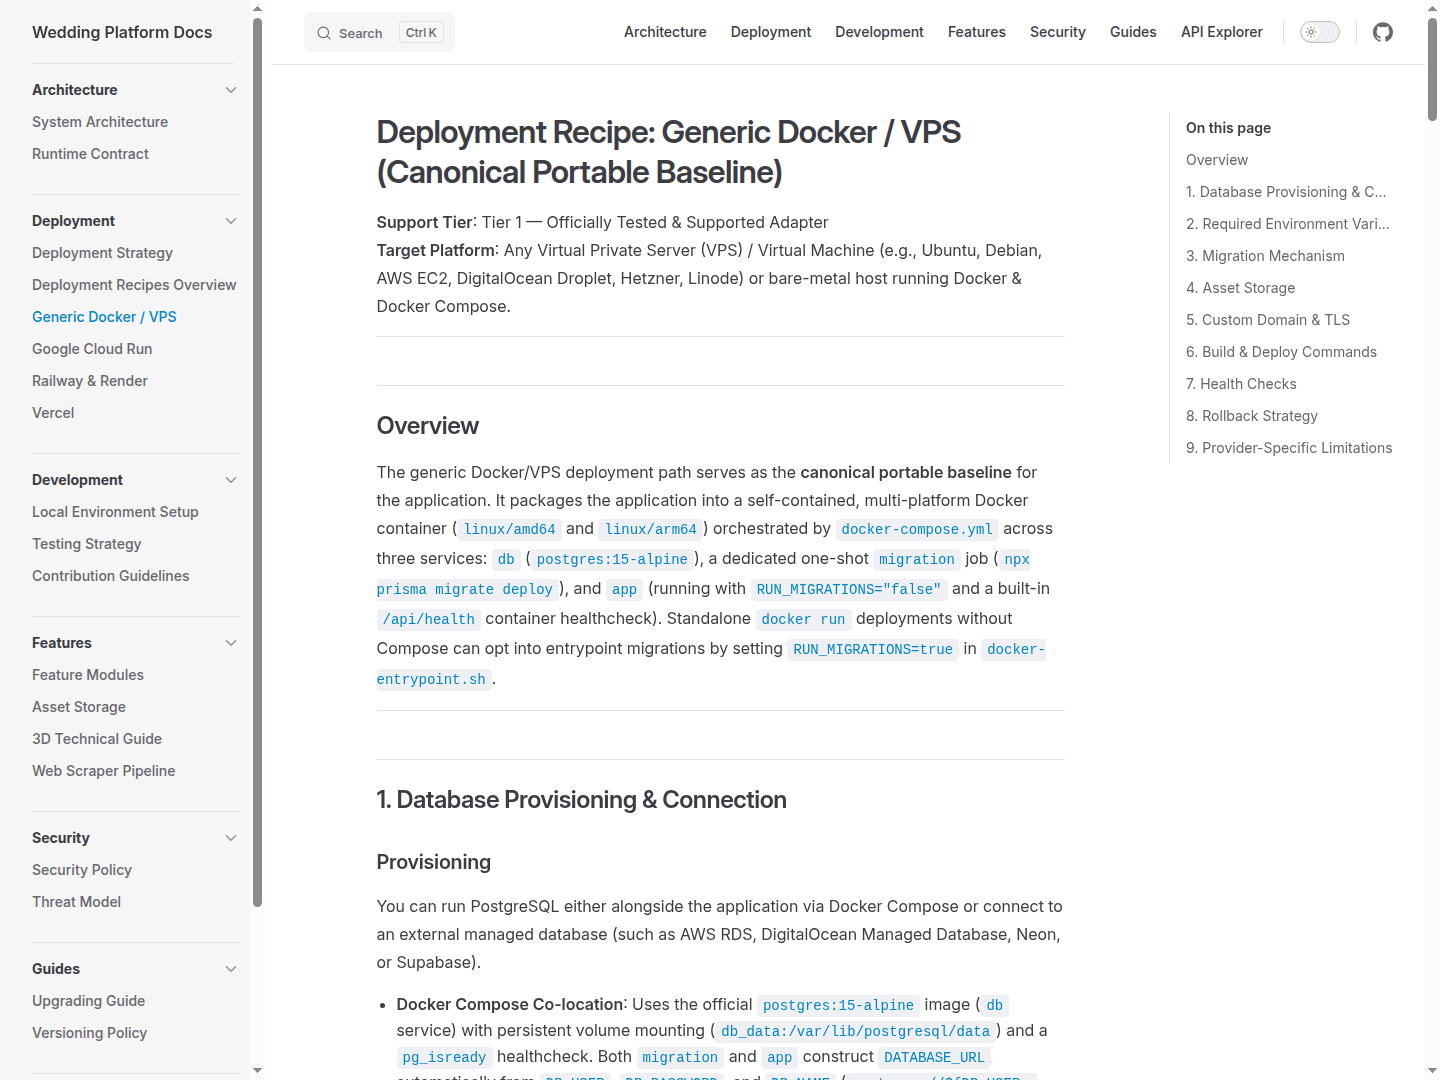 Wedding Platform Docs
Search
Ctrl K
Architecture
Deployment
Development
Features
Security
Guides
API Explorer
Architecture
System Architecture
Runtime Contract
Deployment
Deployment Strategy
Deployment Recipes Overview
Generic Docker / VPS
Google Cloud Run
Railway & Render
Vercel
Development
Local Environment Setup
Testing Strategy
Contribution Guidelines
Features
Feature Modules
Asset Storage
3D Technical Guide
Web Scraper Pipeline
Security
Security Policy
Threat Model
Guides
Upgrading Guide
Versioning Policy
Deployment Recipe: Generic Docker / VPS
(Canonical Portable Baseline)
Support Tier: Tier 1 — Officially Tested & Supported Adapter
Target Platform: Any Virtual Private Server (VPS) / Virtual Machine (e.g., Ubuntu, Debian,
AWS EC2, DigitalOcean Droplet, Hetzner, Linode) or bare-metal host running Docker &
Docker Compose.
Overview
The generic Docker/VPS deployment path serves as the canonical portable baseline for
the application. It packages the application into a self-contained, multi-platform Docker
container ( linux/amd64 and linux/arm64 ) orchestrated by docker-compose.yml across
three services: db ( postgres:15-alpine ), a dedicated one-shot migration job ( npx
prisma migrate deploy ), and app (running with RUN_MIGRATIONS="false" and a built-in
/api/health container healthcheck). Standalone docker run deployments without
Compose can opt into entrypoint migrations by setting RUN_MIGRATIONS=true in docker-
entrypoint.sh .
1. Database Provisioning & Connection
Provisioning
You can run PostgreSQL either alongside the application via Docker Compose or connect to
an external managed database (such as AWS RDS, DigitalOcean Managed Database, Neon,
or Supabase).
• Docker Compose Co-location: Uses the official postgres:15-alpine image ( db
service) with persistent volume mounting ( db_data:/var/lib/postgresql/data ) and a
pg_isready healthcheck. Both migration and app construct DATABASE_URL
On this page
Overview
1. Database Provisioning & C...
2. Required Environment Vari...
3. Migration Mechanism
4. Asset Storage
5. Custom Domain & TLS
6. Build & Deploy Commands
7. Health Checks
8. Rollback Strategy
9. Provider-Specific Limitations